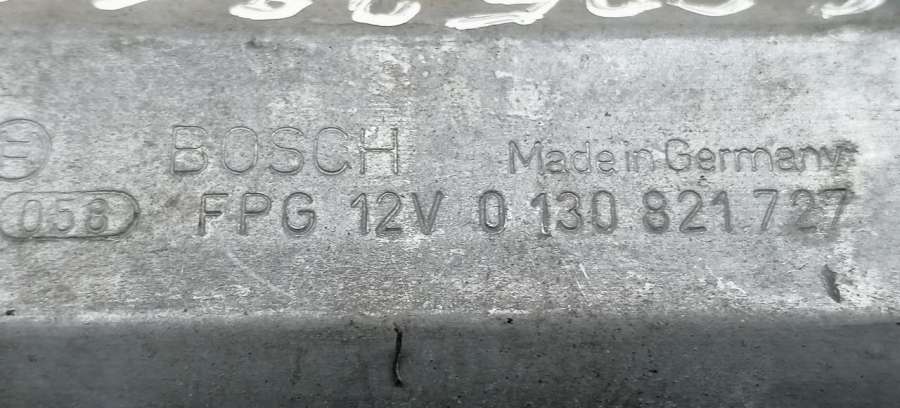 BOSCH Made in Germany
058 FPG 12V 0 130 821 727